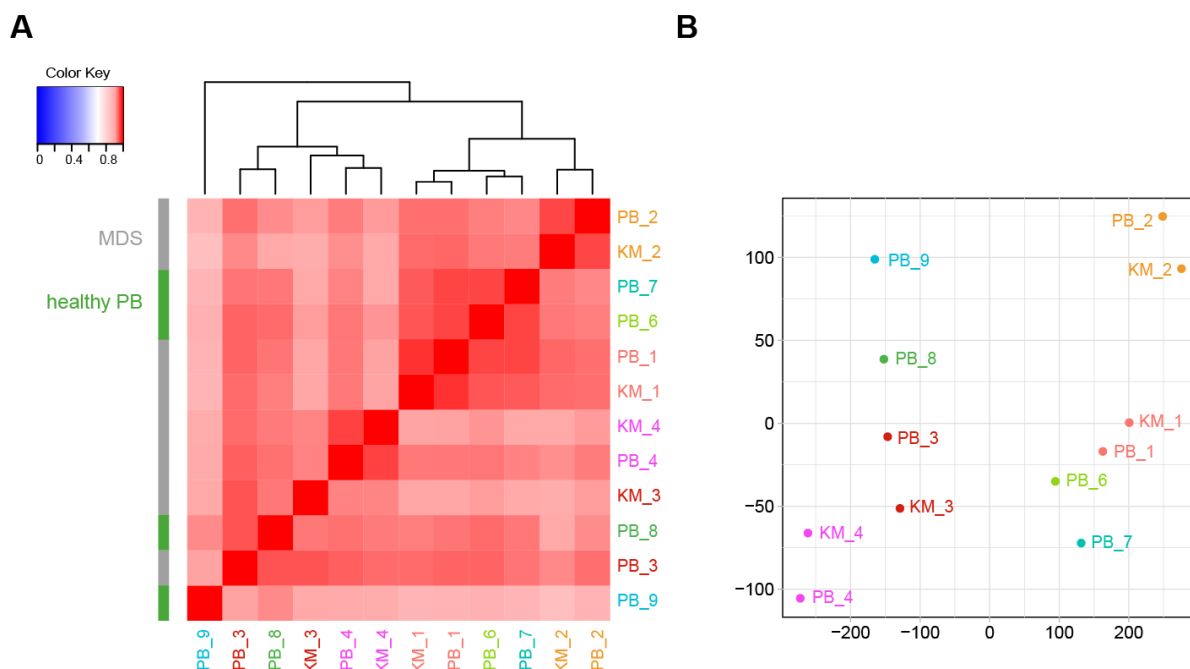 A
B
Color Key
0 0.4 0.8
MDS
healthy PB
PB_2
KM_2
PB_7
PB_6
PB_1
KM_1
KM_4
PB_4
KM_3
PB_8
PB_3
PB_9
PB_9 PB_3 PB_8 KM_3 PB_4 KM_4 KM_1 PB_1 PB_6 PB_7 KM_2 PB_2
100
50
0
−50
−100
PB_2
PB_9
KM_2
PB_8
KM_1
PB_3
PB_1
PB_6
KM_3
KM_4
PB_7
PB_4
−200 −100 0 100 200